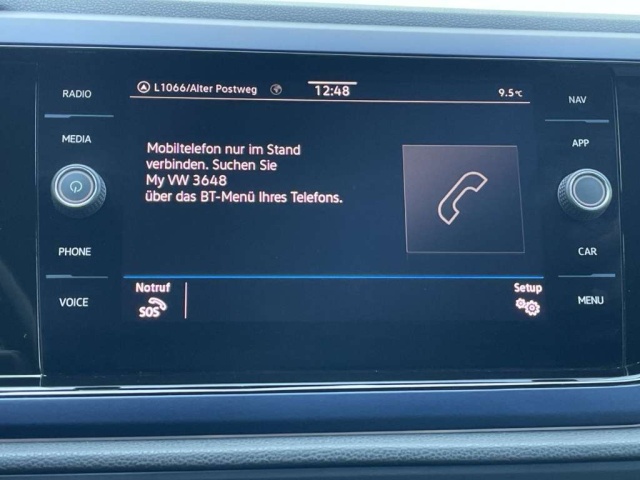 L1066/Alter Postweg
12:48
9.5°C
RADIO
MEDIA
PHONE
VOICE
Mobiltelefon nur im Stand
verbinden. Suchen Sie
My VW 3648
über das BT-Menü Ihres Telefons.
Notruf
SOS
Setup
NAV
APP
CAR
MENU